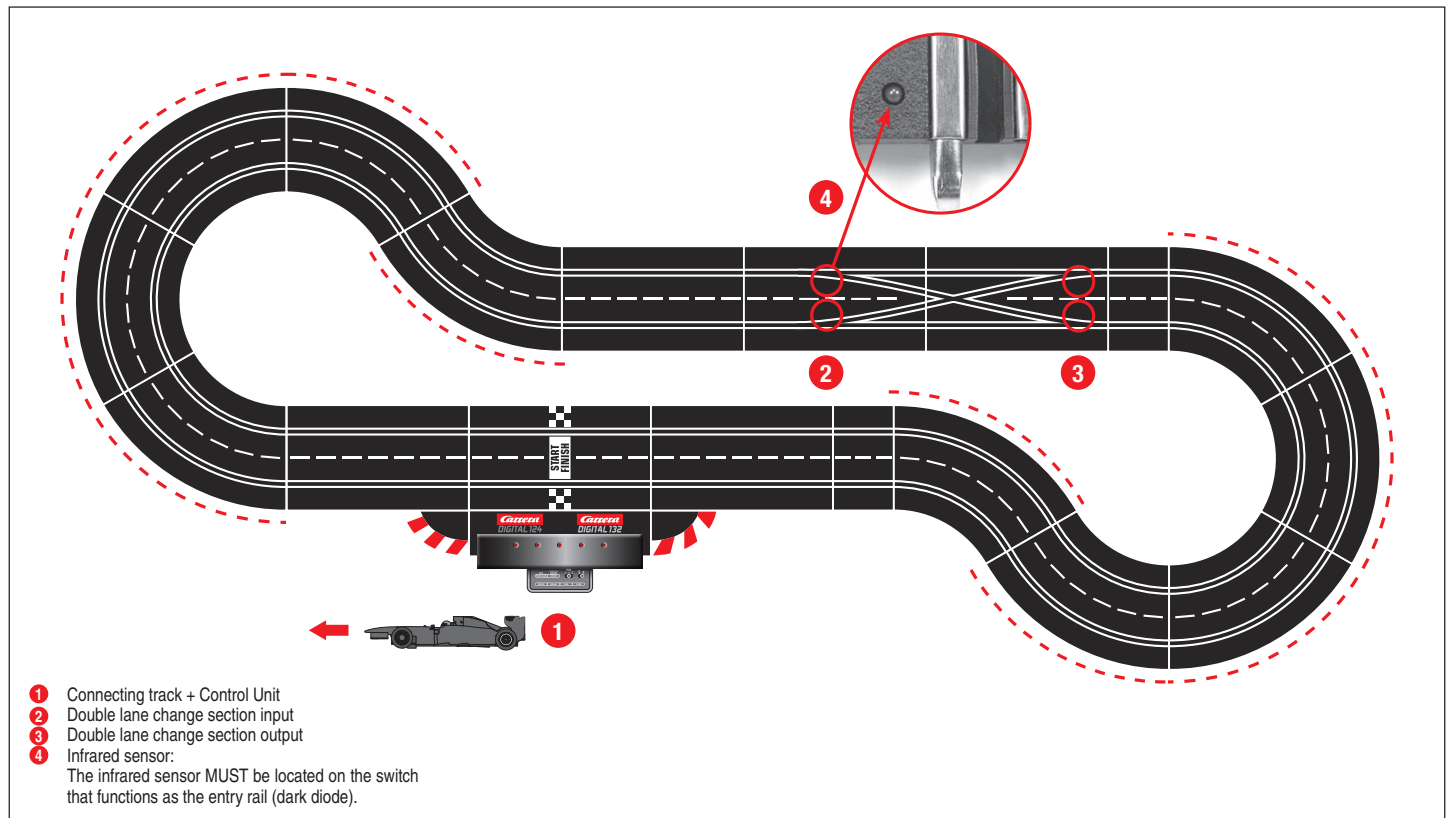 4
2
3
START
FINISH
Carrera Carrera
DIGITAL 124 DIGITAL 132
1
1 Connecting track + Control Unit
2 Double lane change section input
3 Double lane change section output
4 Infrared sensor:
The infrared sensor MUST be located on the switch
that functions as the entry rail (dark diode).